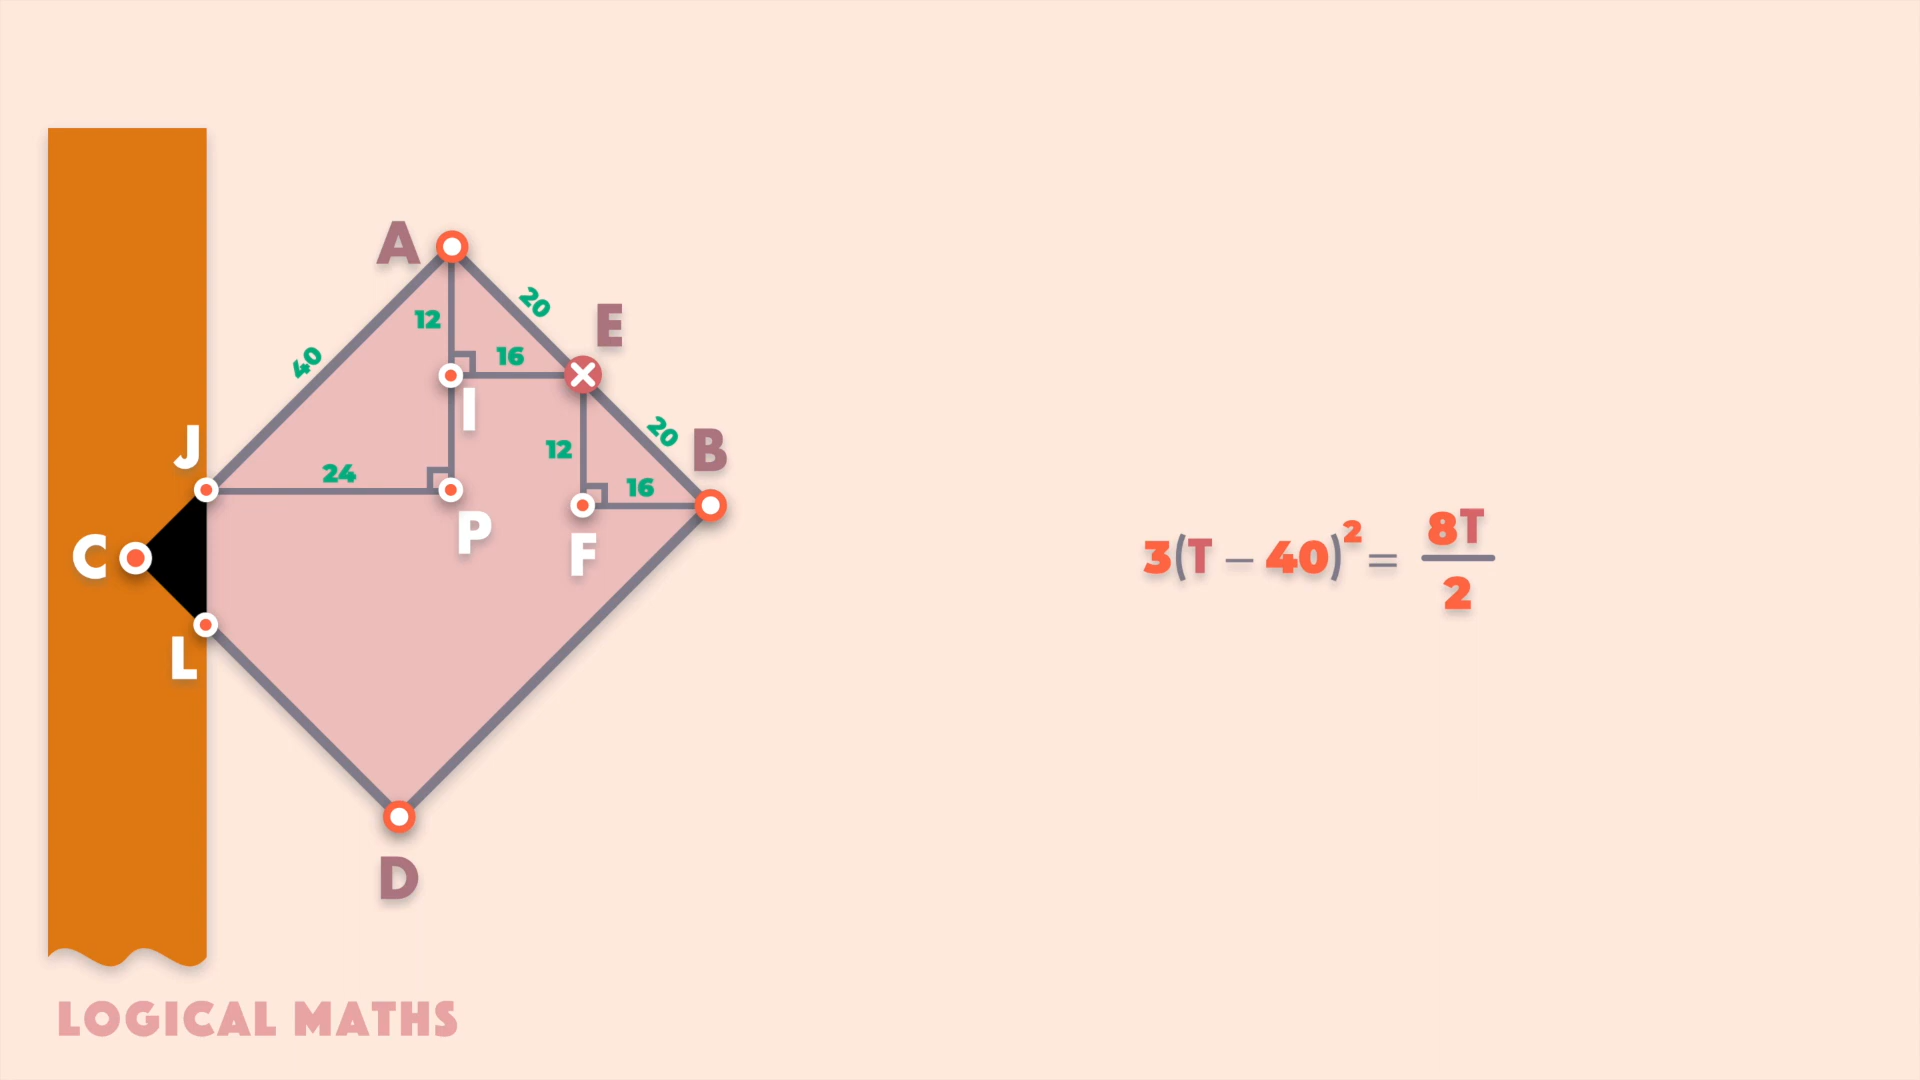 A
20
12
E
16
40
I
J
20
B
12
24
16
P
F
C
L
D
3(T − 40)² = 8T/2
LOGICAL MATHS